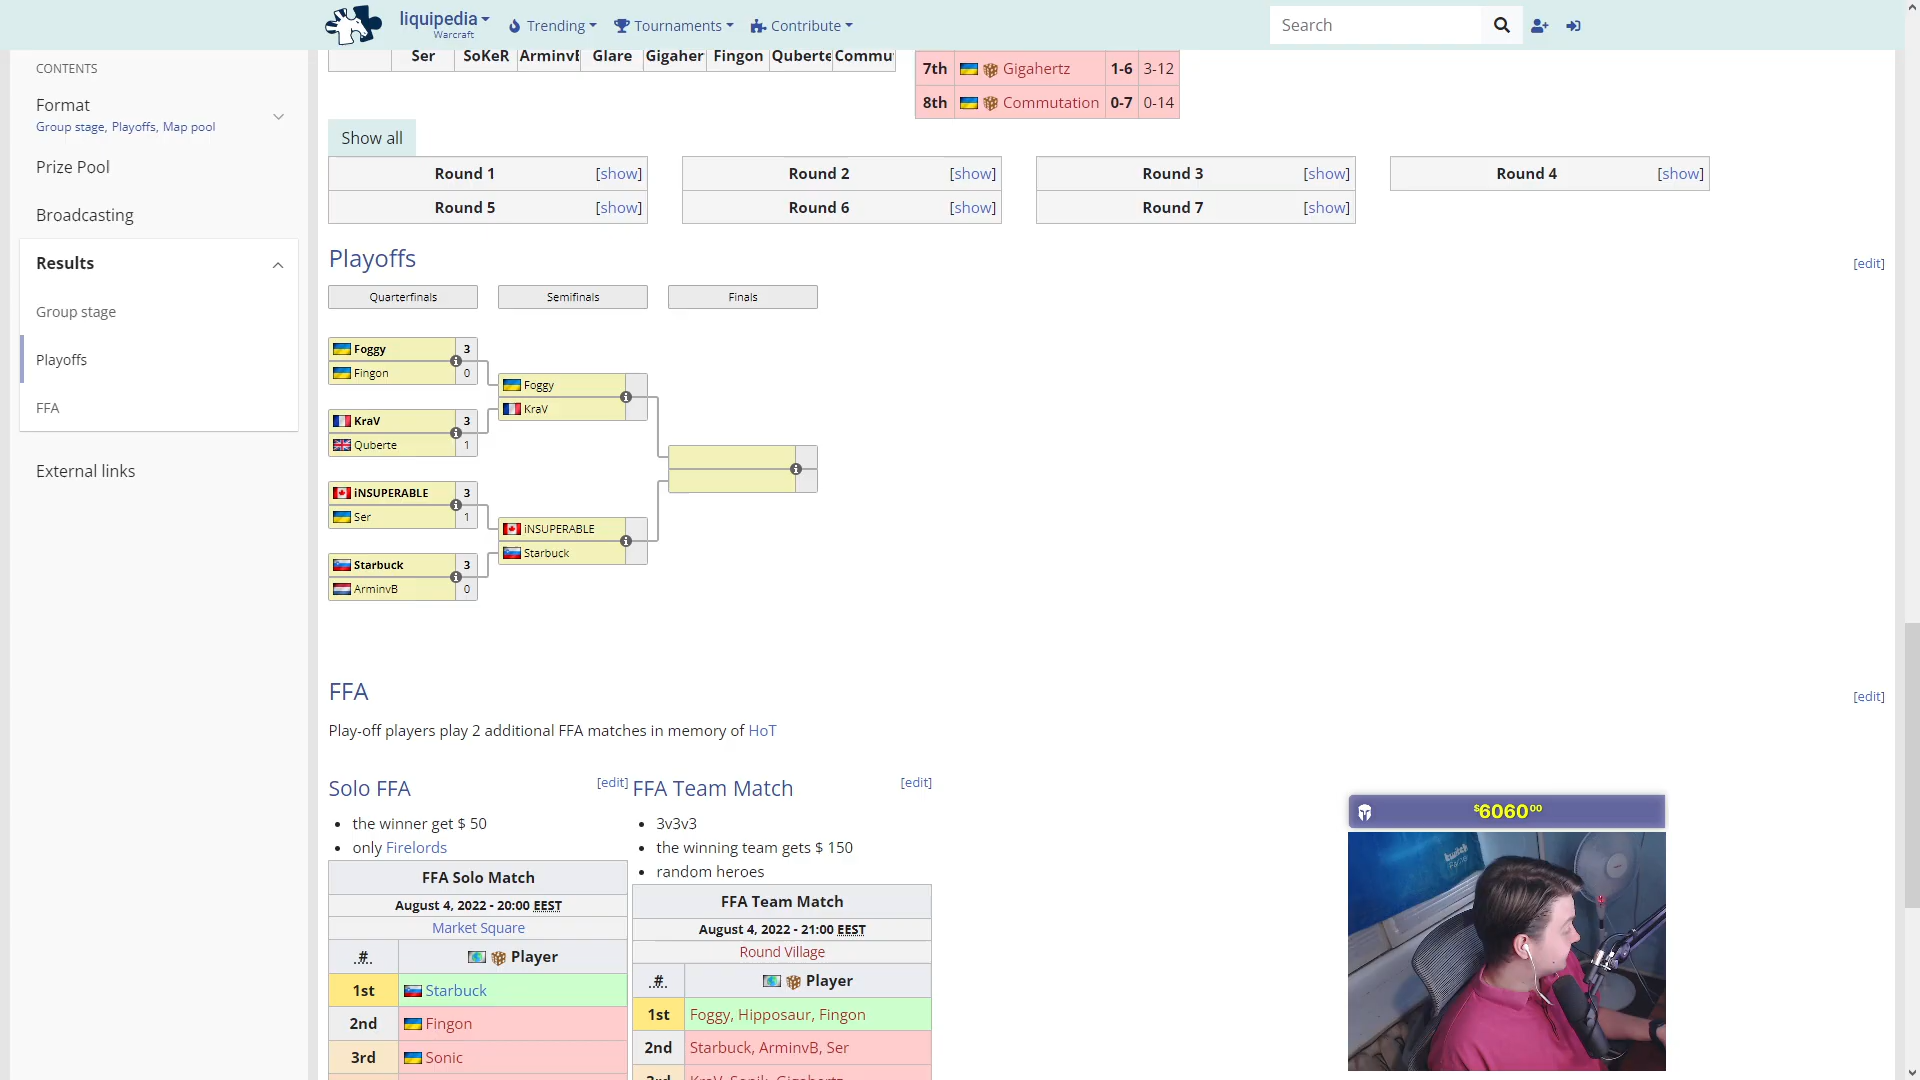 liquipedia
Warcraft
Trending
Tournaments
Contribute
Search
CONTENTS
Format
Group stage, Playoffs, Map pool
Prize Pool
Broadcasting
Results
Group stage
Playoffs
FFA
External links
Ser SoKeR ArminvB Glare Gigaher Fingon Quberte Commu
7th Gigahertz 1-6 3-12
8th Commutation 0-7 0-14
Show all
Round 1 [show] Round 2 [show] Round 3 [show] Round 4 [show]
Round 5 [show] Round 6 [show] Round 7 [show]
Playoffs [edit]
Quarterfinals Semifinals Finals
Foggy 3
Fingon 0
KraV 3
Quberte 1
iNSUPERABLE 3
Ser 1
Starbuck 3
ArminvB 0
Foggy
KraV
iNSUPERABLE
Starbuck
FFA [edit]
Play-off players play 2 additional FFA matches in memory of HoT
Solo FFA [edit]
the winner get $ 50
only Firelords
FFA Solo Match
August 4, 2022 - 20:00 EEST
Market Square
.#. Player
1st Starbuck
2nd Fingon
3rd Sonic
FFA Team Match [edit]
3v3v3
the winning team gets $ 150
random heroes
FFA Team Match
August 4, 2022 - 21:00 EEST
Round Village
.#. Player
1st Foggy, Hipposaur, Fingon
2nd Starbuck, ArminvB, Ser
$6060⁰⁰
twitch